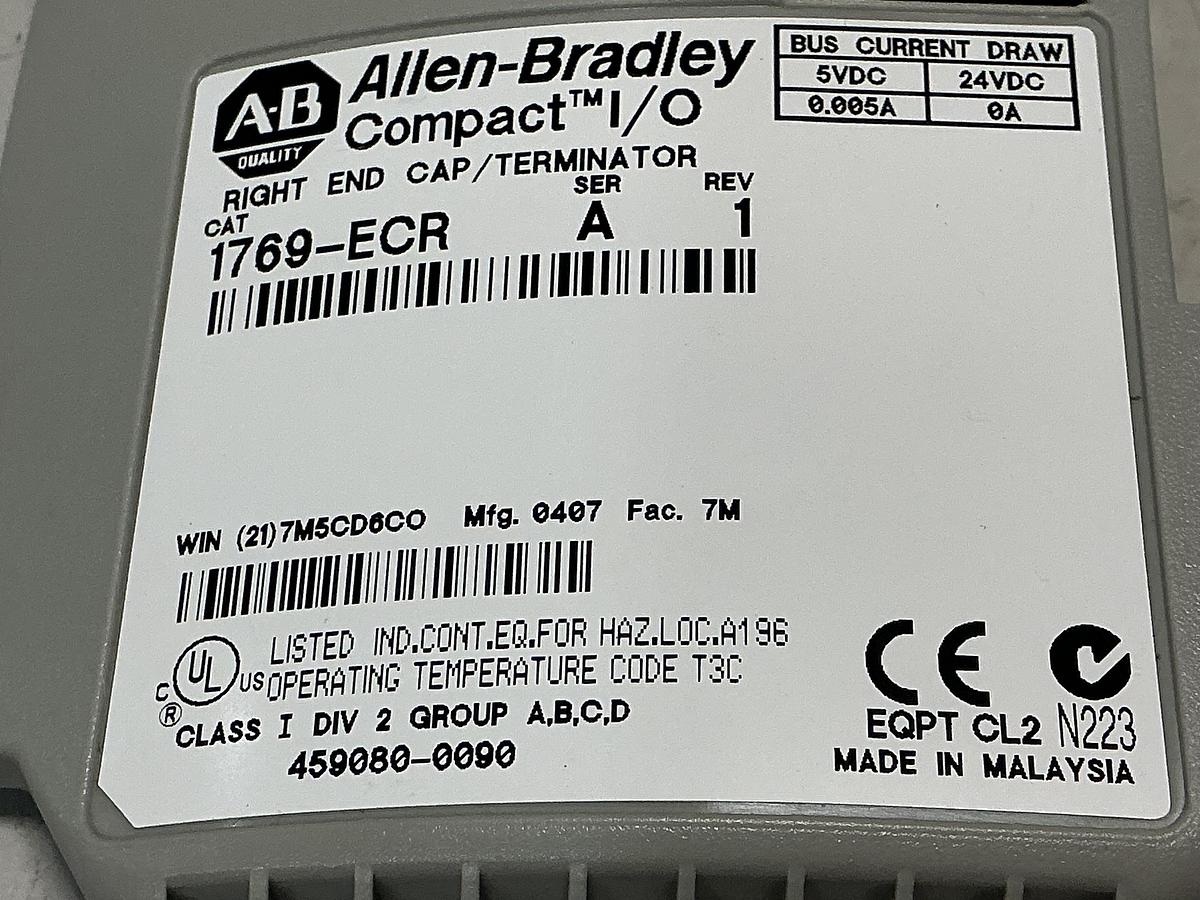 A-B
QUALITY
Allen-Bradley
Compact™ I/O
BUS CURRENT DRAW
5VDC 24VDC
0.005A 0A
RIGHT END CAP/TERMINATOR
CAT SER REV
1769-ECR A 1
WIN (21)7M5CD6CO Mfg. 0407 Fac. 7M
C UL US ®
LISTED IND.CONT.EQ.FOR HAZ.LOC.A196
OPERATING TEMPERATURE CODE T3C
CLASS I DIV 2 GROUP A,B,C,D
459080-0090
CE
EQPT CL2 N223
MADE IN MALAYSIA